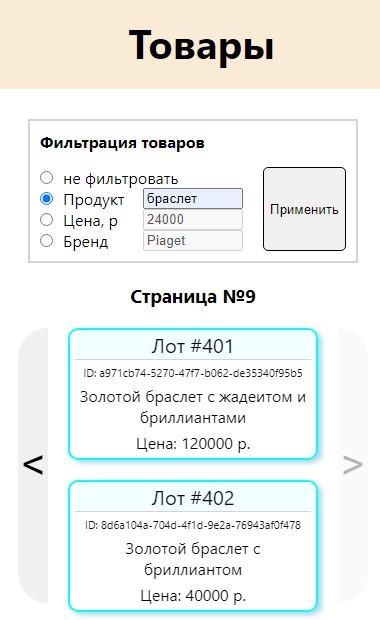 Товары
Фильтрация товаров
не фильтровать
Продукт браслет
Цена, р 24000
Бренд Piaget
Применить
Страница №9
<
>
Лот #401
ID: a971cb74-5270-47f7-b062-de35340f95b5
Золотой браслет с жадеитом и
бриллиантами
Цена: 120000 р.
Лот #402
ID: 8d6a104a-704d-4f1d-9e2a-76943af0f478
Золотой браслет с
бриллиантом
Цена: 40000 р.